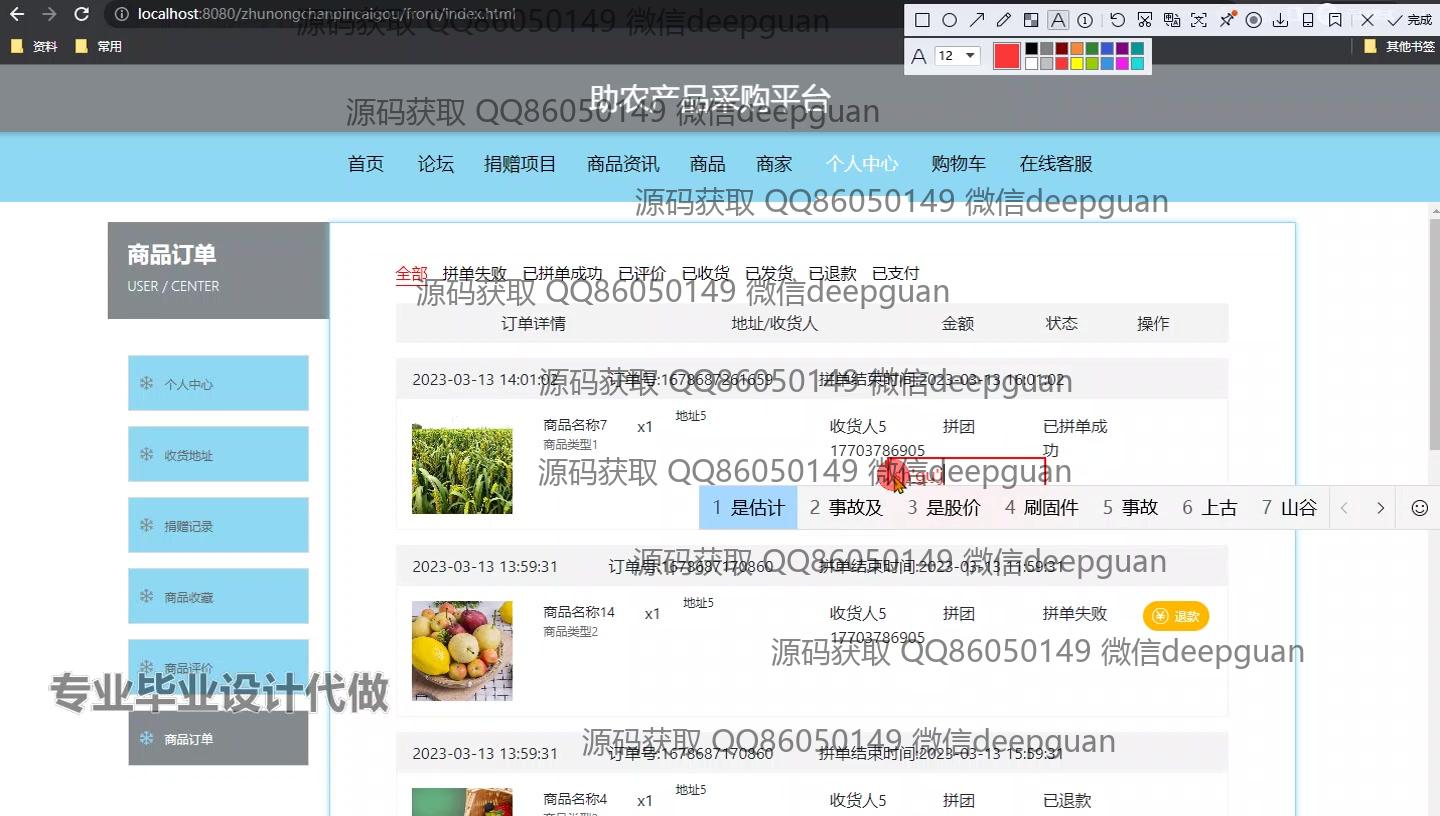 localhost:8080/zhunongchanpincaigou/front/index.html
源码获取 QQ86050149 微信deepguan
完成
资料 常用
其他书签
A 12
助农产品采购平台
源码获取 QQ86050149 微信deepguan
首页 论坛 捐赠项目 商品资讯 商品 商家 个人中心 购物车 在线客服
源码获取 QQ86050149 微信deepguan
商品订单
USER / CENTER
个人中心
收货地址
捐赠记录
商品收藏
商品评价
专业毕业设计代做
商品订单
全部 拼单失败 已拼单成功 已评价 已收货 已发货 已退款 已支付
源码获取 QQ86050149 微信deepguan
订单详情 地址/收货人 金额 状态 操作
2023-03-13 14:01:02 订单号:1678687261659 拼单结束时间:2023-03-13 16:01:02
源码获取 QQ86050149 微信deepguan
商品名称7 x1 地址5 收货人5 拼团 已拼单成功
商品类型1
17703786905
源码获取 QQ86050149 微信deepguan
1 是估计 2 事故及 3 是股价 4 刷固件 5 事故 6 上古 7 山谷
2023-03-13 13:59:31 订单号:1678687170860 拼单结束时间:2023-03-13 11:59:31
源码获取 QQ86050149 微信deepguan
商品名称14 x1 地址5 收货人5 拼团 拼单失败 退款
商品类型2
17703786905
源码获取 QQ86050149 微信deepguan
2023-03-13 13:59:31 订单号:1678687170860 拼单结束时间:2023-03-13 15:59:31
源码获取 QQ86050149 微信deepguan
商品名称4 x1 地址5 收货人5 拼团 已退款